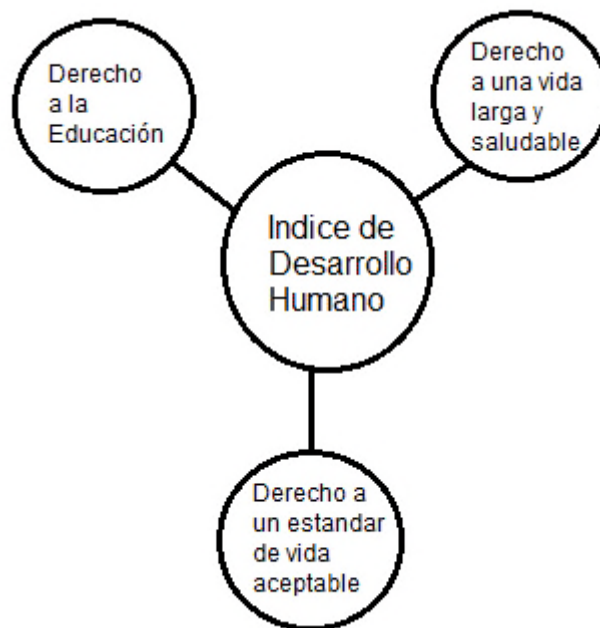 Derecho
a la
Educación
Derecho
a una vida
larga y
saludable
Indice de
Desarrollo
Humano
Derecho a
un estandar
de vida
aceptable